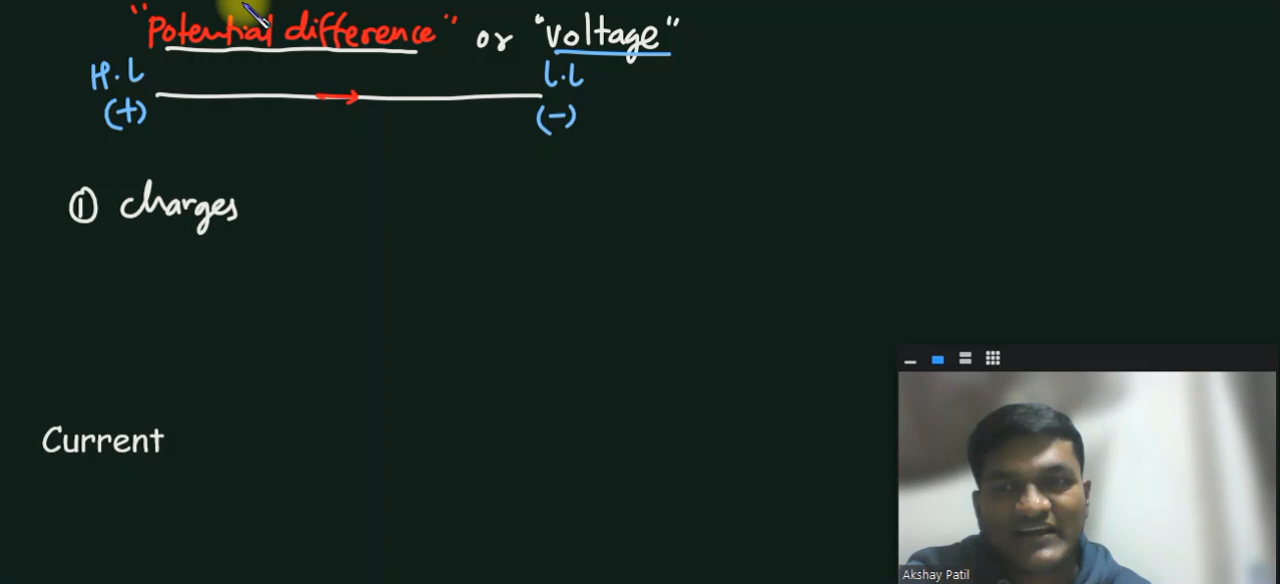 "Potential difference" or "voltage"
H.L L.L
(+) (-)
① charges
Current
Akshay Patil